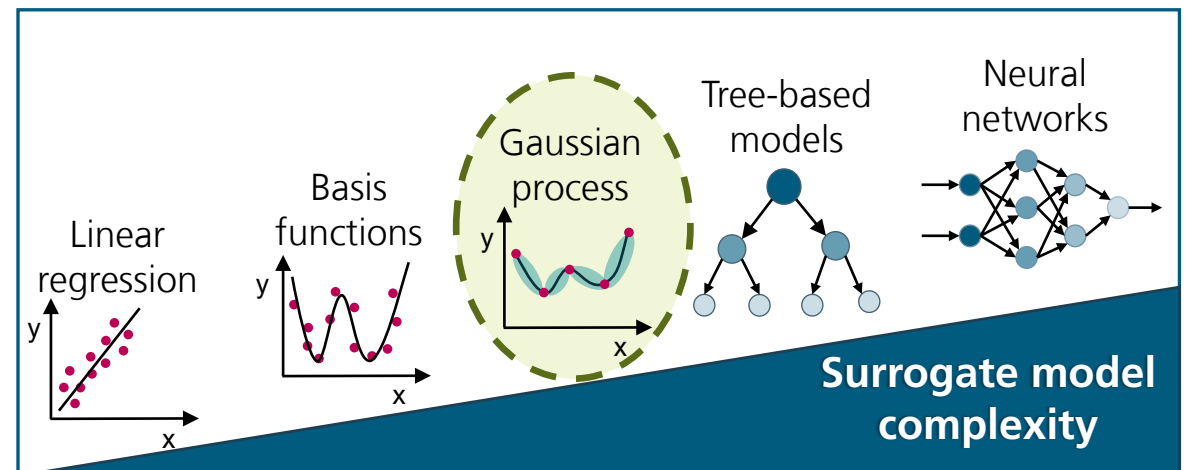 Linear
regression
y
x
Basis
functions
y
x
Gaussian
process
y
x
Tree-based
models
Neural
networks
Surrogate model
complexity